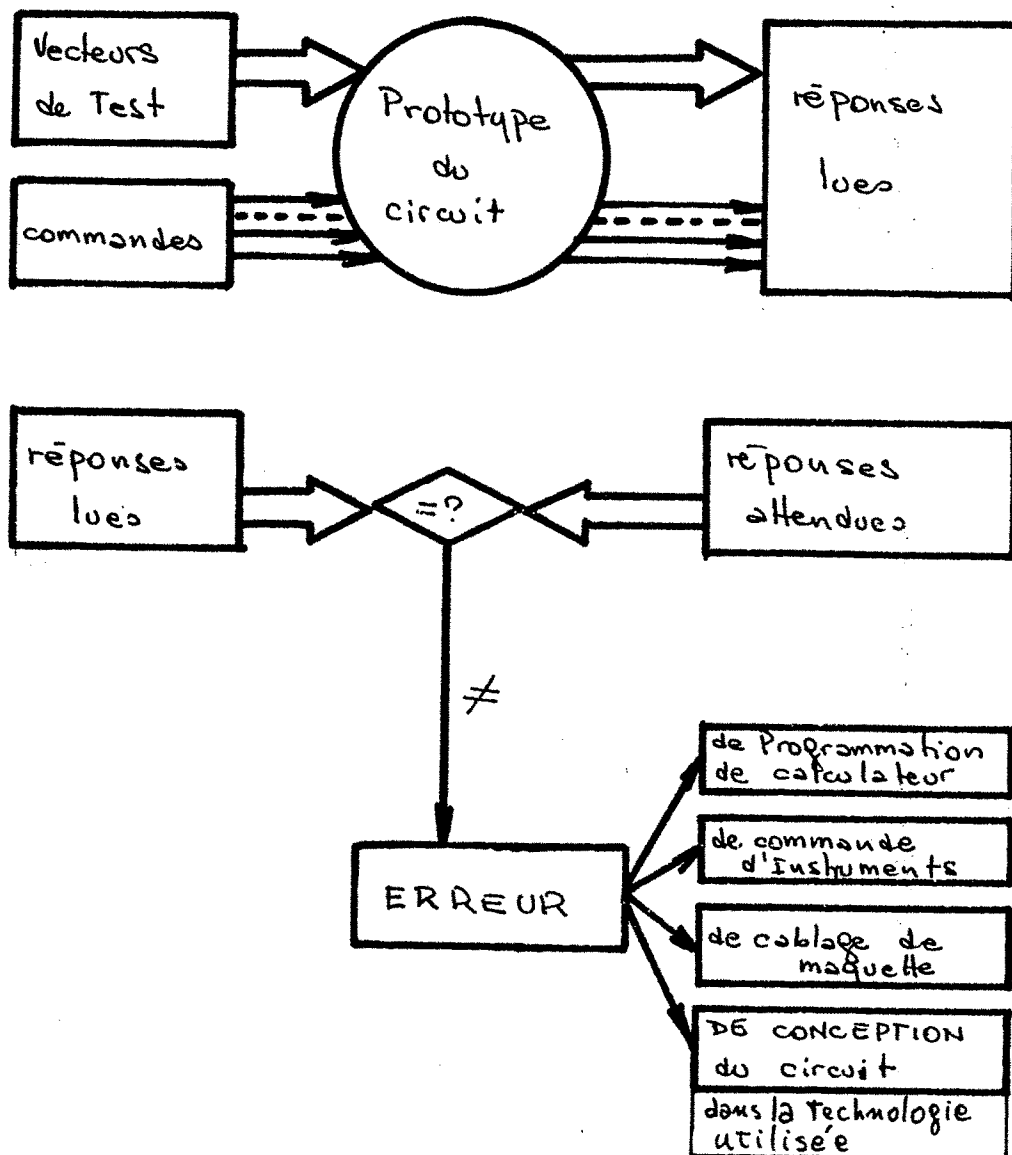 Vecteurs
de Test
Prototype
du
circuit
réponses
lues
commandes
réponses
lues
=?
réponses
attendues
≠
ERREUR
de Programmation
de calculateur
de commande
d'Instruments
de cablage de
maquette
DE CONCEPTION
du circuit
dans la Technologie
utilisée